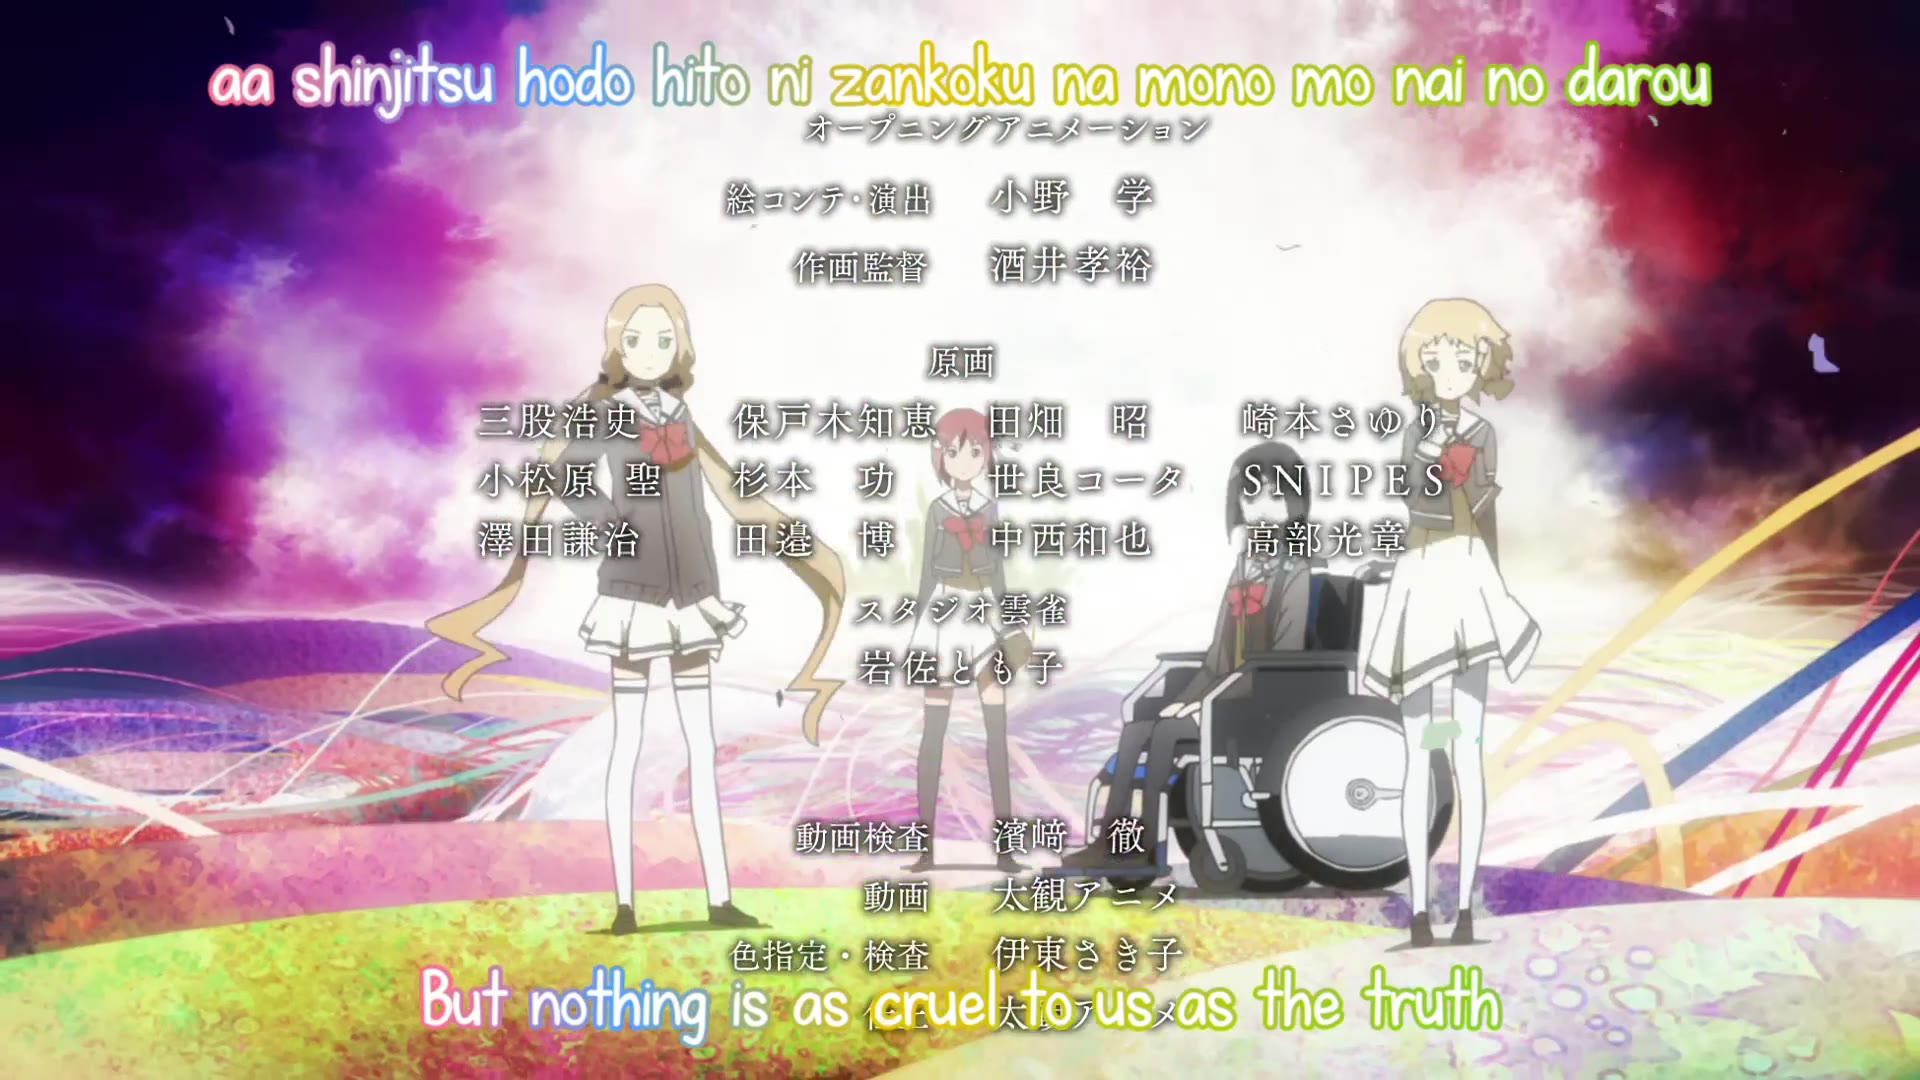 aa shinjitsu hodo hito ni zankoku na mono mo nai no darou
オープニングアニメーション
絵コンテ・演出 小野 学
作画監督 酒井孝裕
原画
三股浩史 保戸木知恵 田畑 昭 崎本さゆり
小松原 聖 杉本 功 世良コータ SNIPES
澤田謙治 田邉 博 中西和也 高部光章
スタジオ雲雀
岩佐とも子
動画検査 濱﨑 徹
動画 太観アニメ
色指定・検査 伊東さき子
But nothing is as cruel to us as the truth